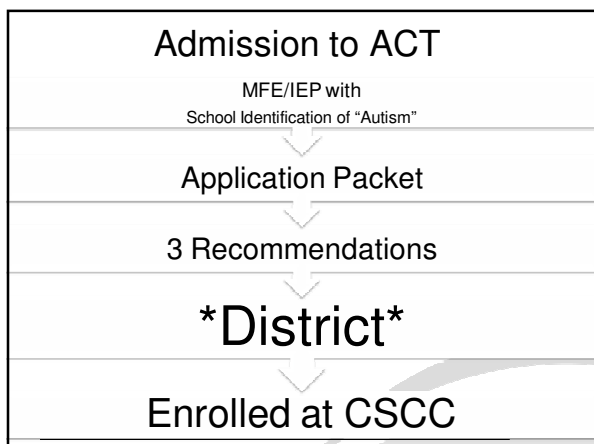 Admission to ACT
MFE/IEP with
School Identification of “Autism”
Application Packet
3 Recommendations
*District*
Enrolled at CSCC